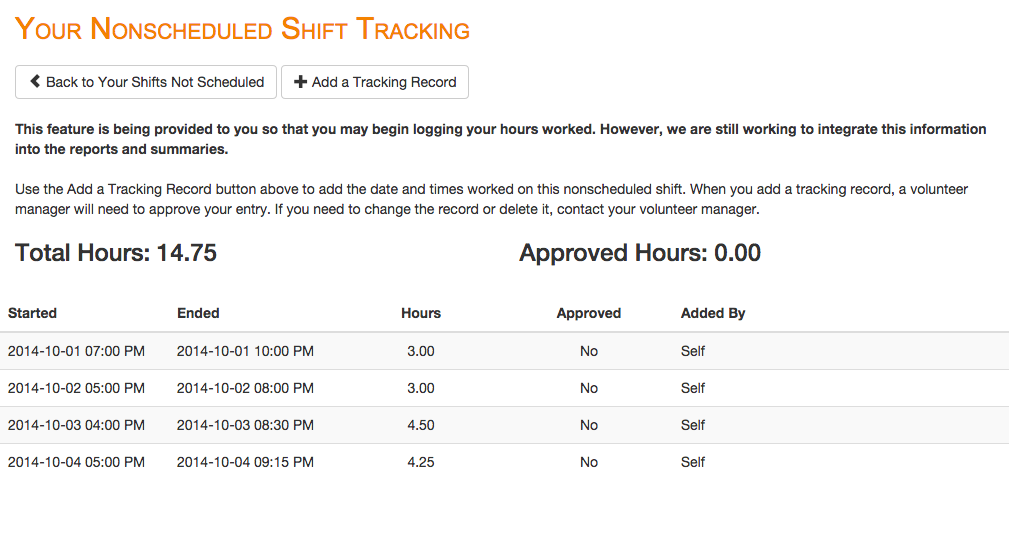 Your Nonscheduled Shift Tracking
Back to Your Shifts Not Scheduled Add a Tracking Record
This feature is being provided to you so that you may begin logging your hours worked. However, we are still working to integrate this information
into the reports and summaries.
Use the Add a Tracking Record button above to add the date and times worked on this nonscheduled shift. When you add a tracking record, a volunteer
manager will need to approve your entry. If you need to change the record or delete it, contact your volunteer manager.
Total Hours: 14.75 Approved Hours: 0.00
Started Ended Hours Approved Added By
2014-10-01 07:00 PM 2014-10-01 10:00 PM 3.00 No Self
2014-10-02 05:00 PM 2014-10-02 08:00 PM 3.00 No Self
2014-10-03 04:00 PM 2014-10-03 08:30 PM 4.50 No Self
2014-10-04 05:00 PM 2014-10-04 09:15 PM 4.25 No Self